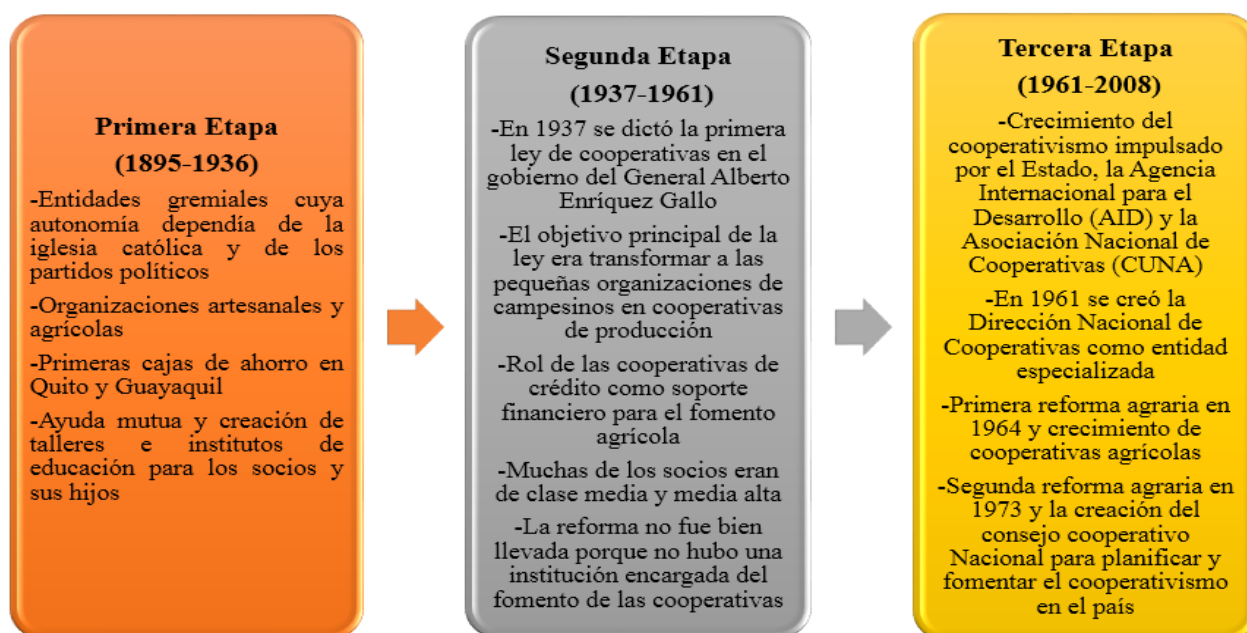 Primera Etapa
(1895-1936)
-Entidades gremiales cuya
autonomía dependía de la
iglesia católica y de los
partidos políticos
-Organizaciones artesanales y
agrícolas
-Primeras cajas de ahorro en
Quito y Guayaquil
-Ayuda mutua y creación de
talleres e institutos de
educación para los socios y
sus hijos
Segunda Etapa
(1937-1961)
-En 1937 se dictó la primera
ley de cooperativas en el
gobierno del General Alberto
Enríquez Gallo
-El objetivo principal de la
ley era transformar a las
pequeñas organizaciones de
campesinos en cooperativas
de producción
-Rol de las cooperativas de
crédito como soporte
financiero para el fomento
agrícola
-Muchas de los socios eran
de clase media y media alta
-La reforma no fue bien
llevada porque no hubo una
institución encargada del
fomento de las cooperativas
Tercera Etapa
(1961-2008)
-Crecimiento del
cooperativismo impulsado
por el Estado, la Agencia
Internacional para el
Desarrollo (AID) y la
Asociación Nacional de
Cooperativas (CUNA)
-En 1961 se creó la
Dirección Nacional de
Cooperativas como entidad
especializada
-Primera reforma agraria en
1964 y crecimiento de
cooperativas agrícolas
-Segunda reforma agraria en
1973 y la creación del
consejo cooperativo
Nacional para planificar y
fomentar el cooperativismo
en el país